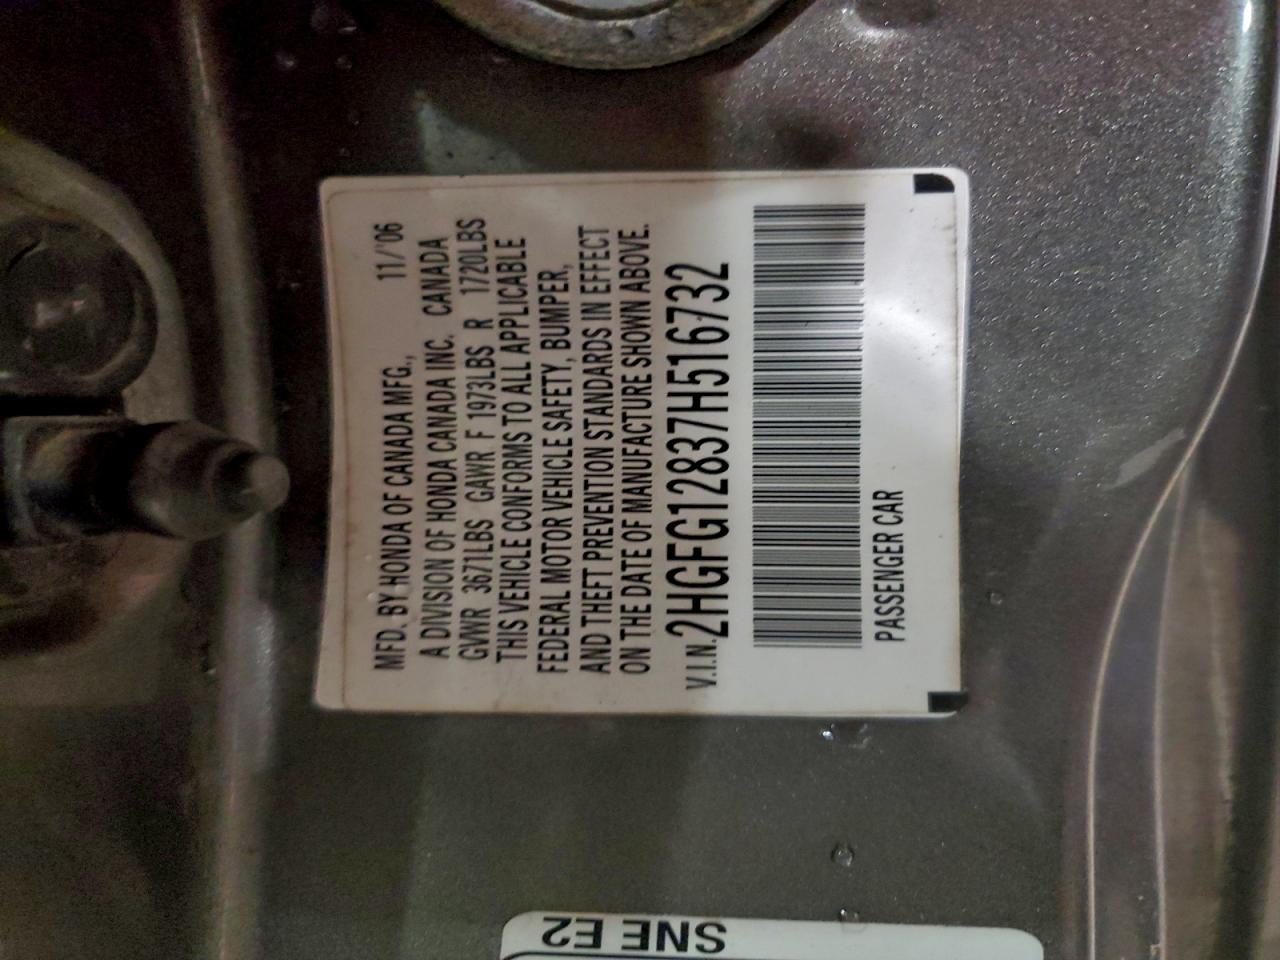 MFD. BY HONDA OF CANADA MFG., 11/'06
A DIVISION OF HONDA CANADA INC. CANADA
GVWR 3671LBS GAWR F 1973LBS R 1720LBS
THIS VEHICLE CONFORMS TO ALL APPLICABLE
FEDERAL MOTOR VEHICLE SAFETY, BUMPER,
AND THEFT PREVENTION STANDARDS IN EFFECT
ON THE DATE OF MANUFACTURE SHOWN ABOVE.
V.I.N. 2HGFG12837H516732
PASSENGER CAR
SNE E2